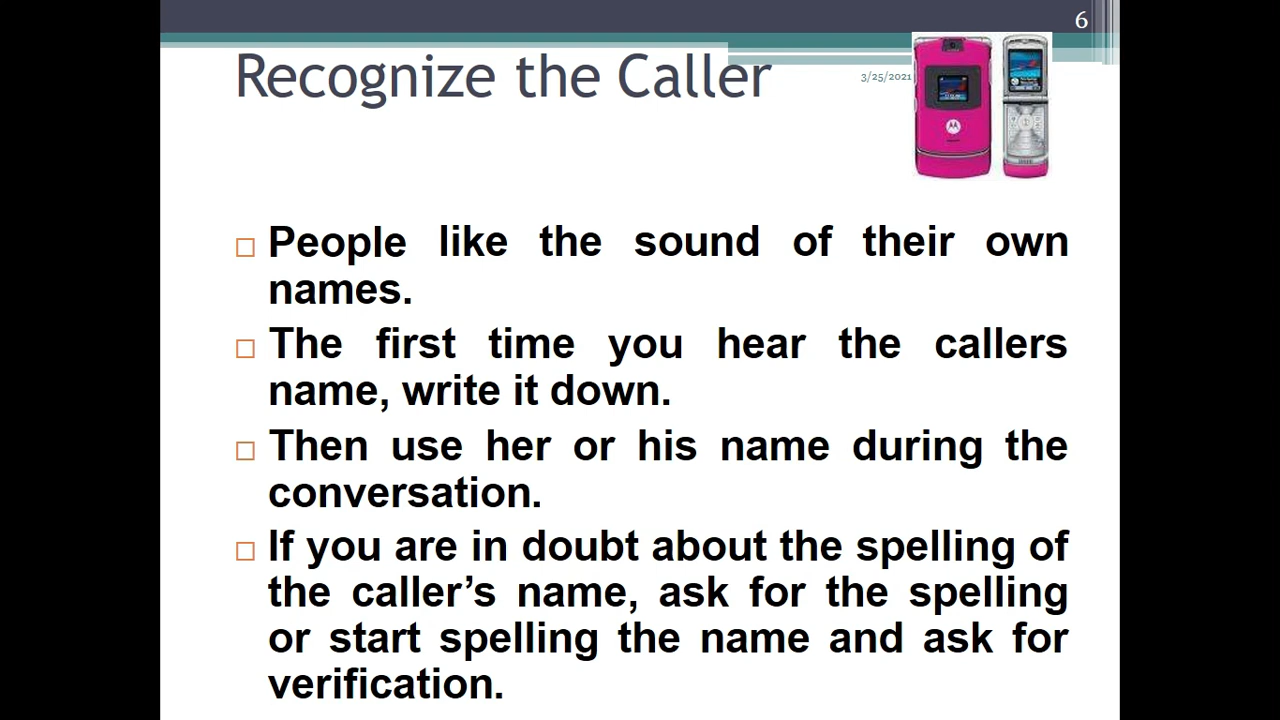 6
Recognize the Caller
3/25/2021
People like the sound of their own
names.
The first time you hear the callers
name, write it down.
Then use her or his name during the
conversation.
If you are in doubt about the spelling of
the caller’s name, ask for the spelling
or start spelling the name and ask for
verification.